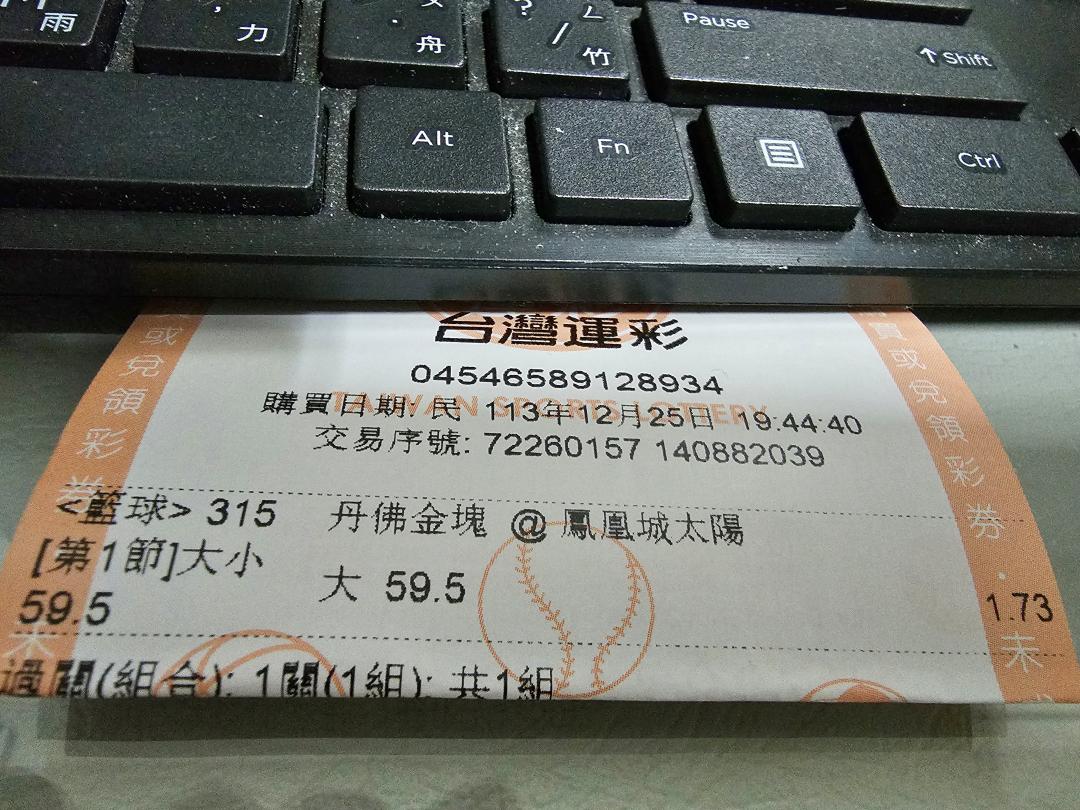 雨
, 力
. 舟
? ㄥ
/ 竹
Pause
↑ Shift
Alt
Fn
Ctrl
台灣運彩
04546589128934
TAIWAN SPORTS LOTTERY
購買日期: 民 113年12月25日 19:44:40
交易序號: 72260157 140882039
<籃球> 315 丹佛金塊 @ 鳳凰城太陽
[第1節]大小
59.5
大 59.5
1.73
過關(組合): 1關(1組): 共1組
或兌領彩券
未
買或兌領彩券.未